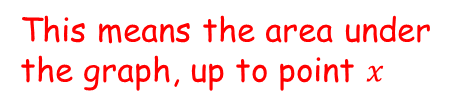 This means the area under
the graph, up to point x